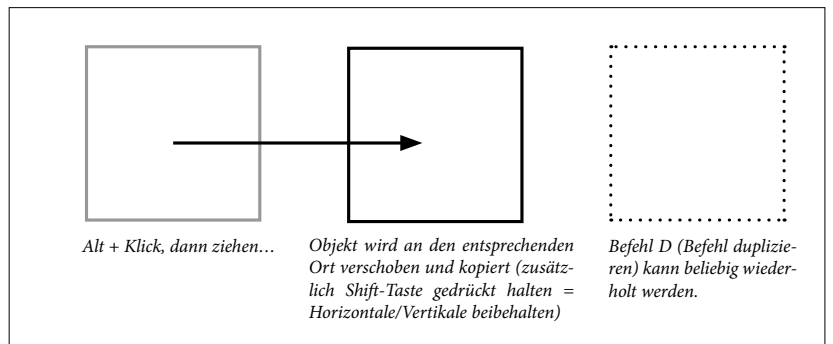 Alt + Klick, dann ziehen…
Objekt wird an den entsprechenden
Ort verschoben und kopiert (zusätz-
lich Shift-Taste gedrückt halten =
Horizontale/Vertikale beibehalten)
Befehl D (Befehl duplizie-
ren) kann beliebig wieder-
holt werden.